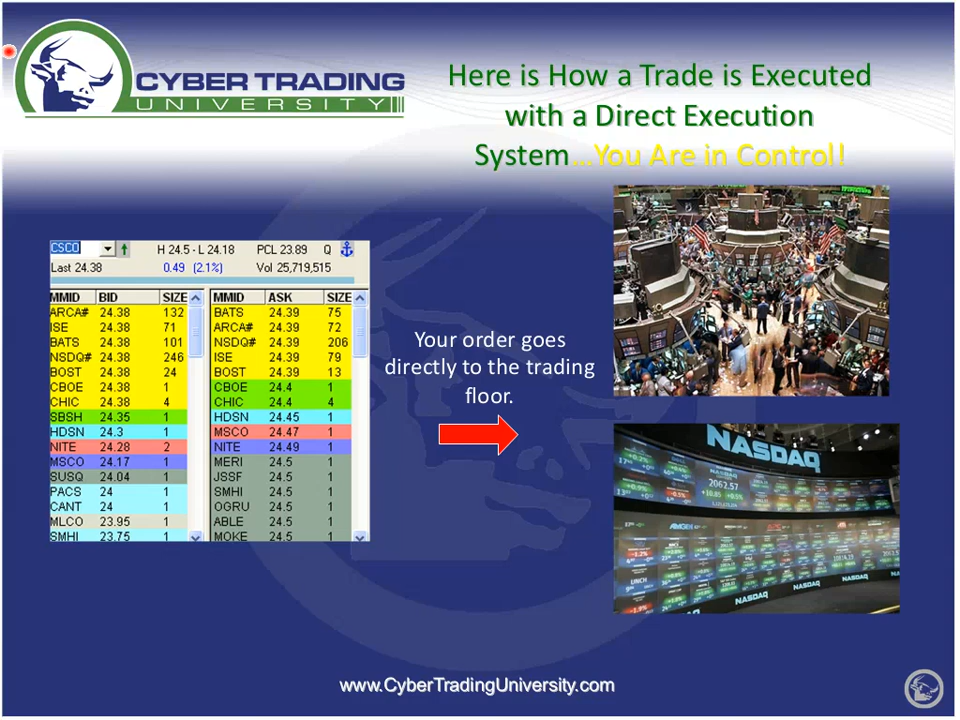 CYBER TRADING
UNIVERSITY
Here is How a Trade is Executed
with a Direct Execution
System...You Are in Control!
CSCO H 24.5 - L 24.18 PCL 23.89 Q
Last 24.38 0.49 (2.1%) Vol 25,719,515
MMID BID SIZE MMID ASK SIZE
ARCA# 24.38 132 BATS 24.39 75
ISE 24.38 71 ARCA# 24.39 72
BATS 24.38 101 NSDQ# 24.39 206
NSDQ# 24.38 246 ISE 24.39 79
BOST 24.38 24 BOST 24.39 13
CBOE 24.38 1 CBOE 24.4 1
CHIC 24.38 4 CHIC 24.4 4
SBSH 24.35 1 HDSN 24.45 1
HDSN 24.3 1 MSCO 24.47 1
NITE 24.28 2 NITE 24.49 1
MSCO 24.17 1 MERI 24.5 1
SUSQ 24.04 1 JSSF 24.5 1
PACS 24 1 SMHI 24.5 1
CANT 24 1 OGRU 24.5 1
MLCO 23.95 1 ABLE 24.5 1
SMHI 23.75 1 MOKE 24.5 1
Your order goes
directly to the trading
floor.
NASDAQ
2062.57
NASDAQ
NASDAQ
NASDAQ
www.CyberTradingUniversity.com